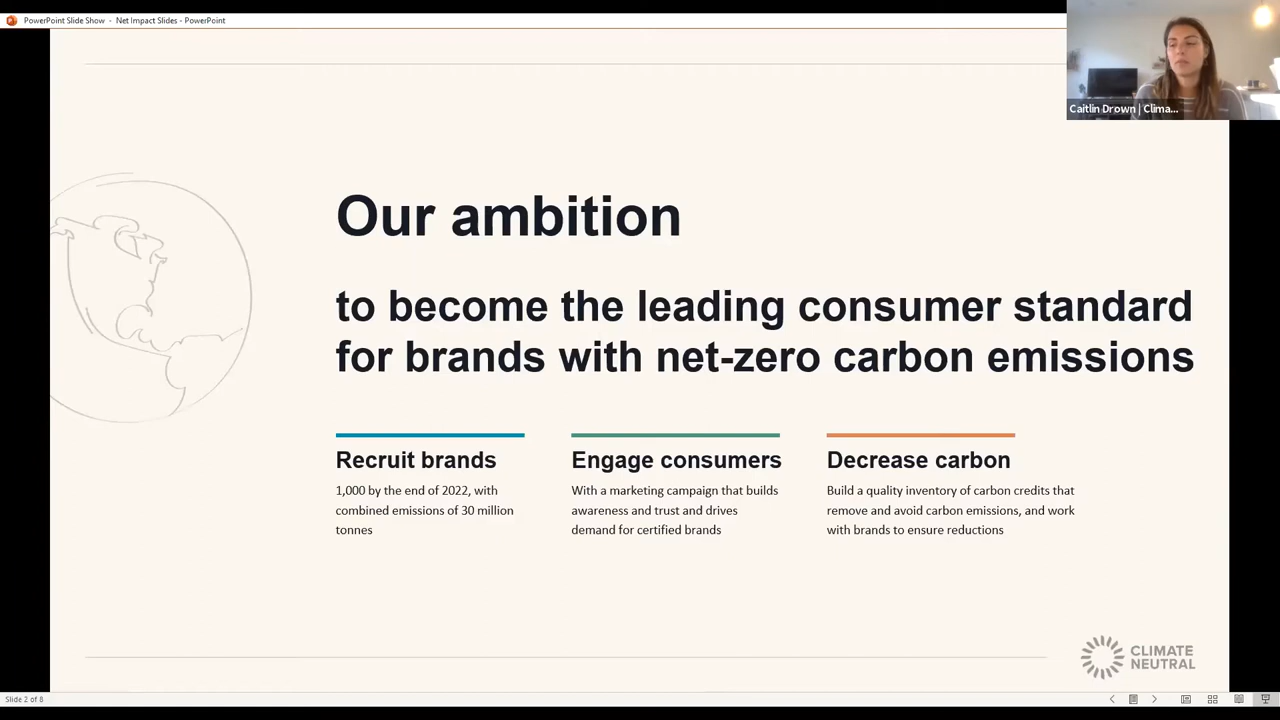 PowerPoint Slide Show - Net Impact Slides - PowerPoint
Caitlin Drown | Clima...
Our ambition
to become the leading consumer standard
for brands with net-zero carbon emissions
Recruit brands
1,000 by the end of 2022, with
combined emissions of 30 million
tonnes
Engage consumers
With a marketing campaign that builds
awareness and trust and drives
demand for certified brands
Decrease carbon
Build a quality inventory of carbon credits that
remove and avoid carbon emissions, and work
with brands to ensure reductions
CLIMATE
NEUTRAL
Slide 2 of 8